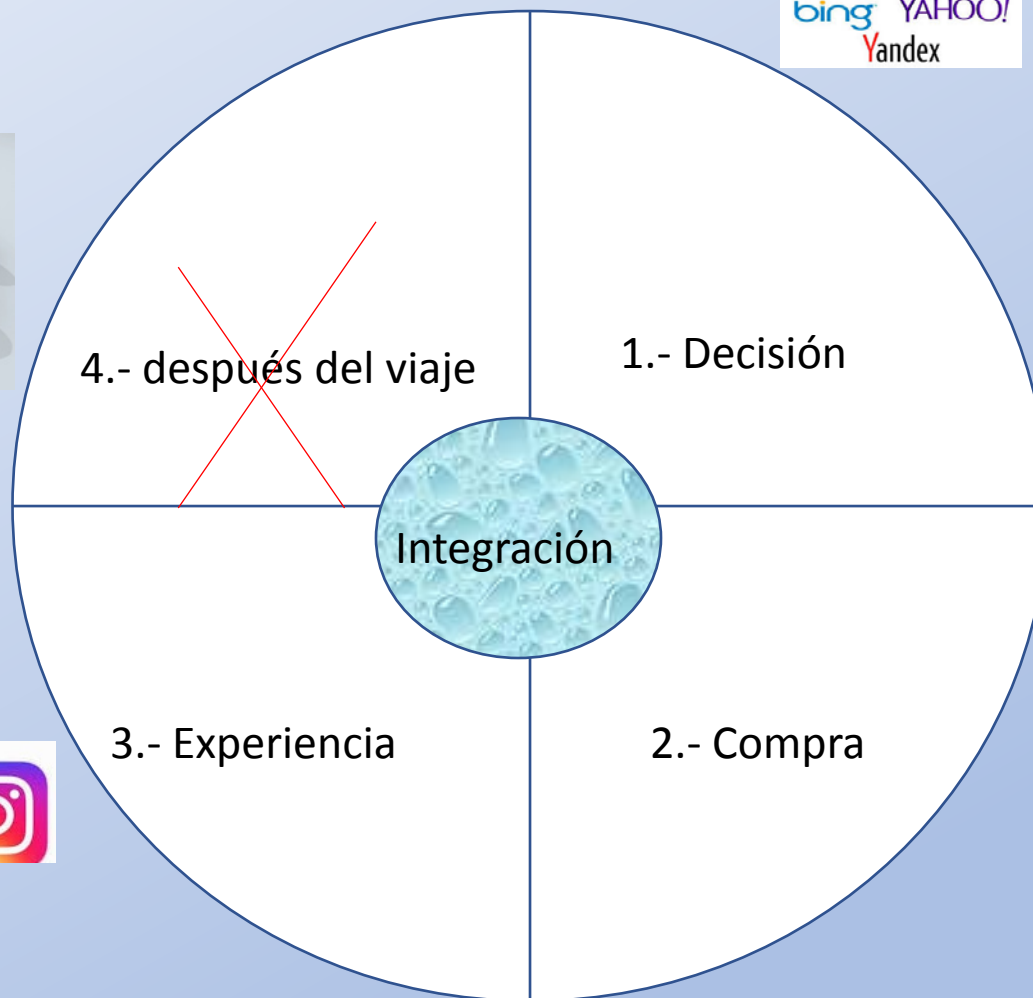 bing YAHOO!
Yandex
4.- después del viaje
1.- Decisión
Integración
3.- Experiencia
2.- Compra